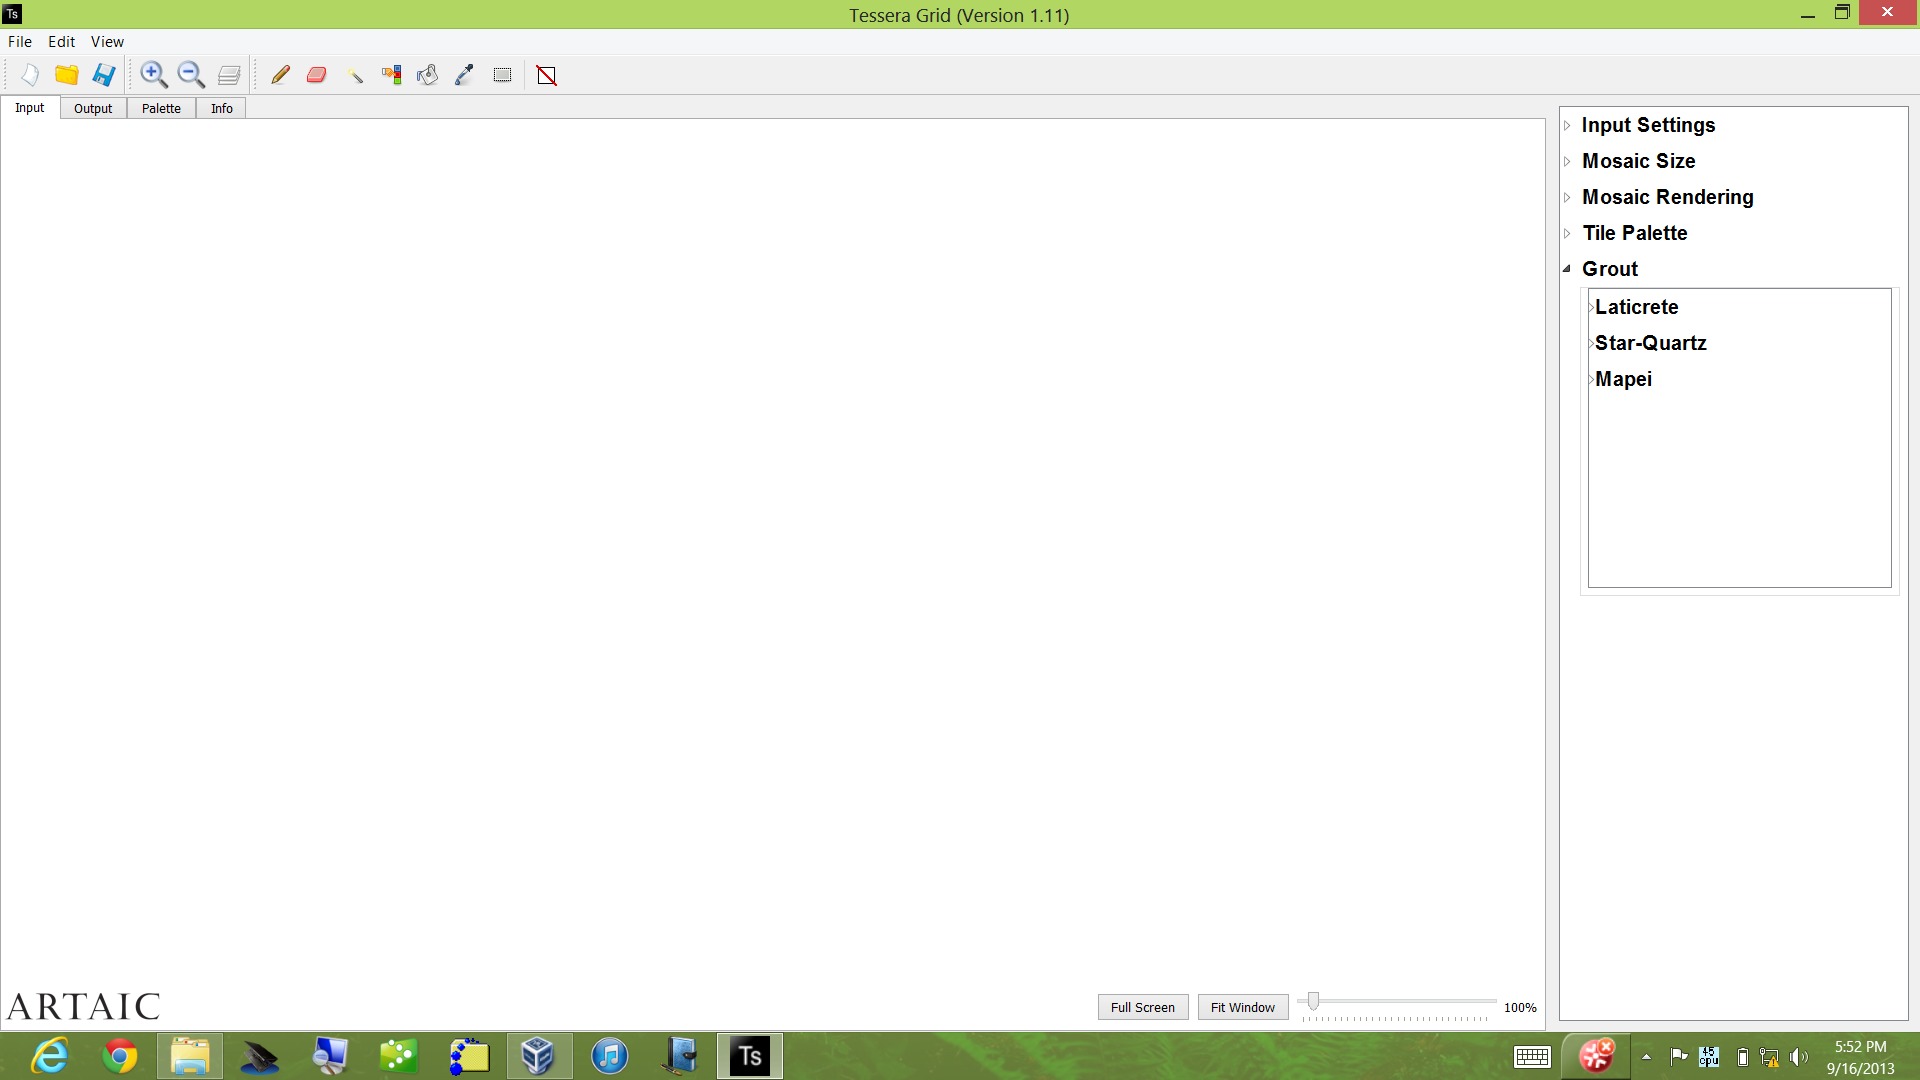 Ts Tessera Grid (Version 1.11)
File Edit View
Input Output Palette Info
Input Settings
Mosaic Size
Mosaic Rendering
Tile Palette
Grout
Laticrete
Star-Quartz
Mapei
ARTAIC
Full Screen Fit Window 100%
Ts
45
cpu
5:52 PM
9/16/2013